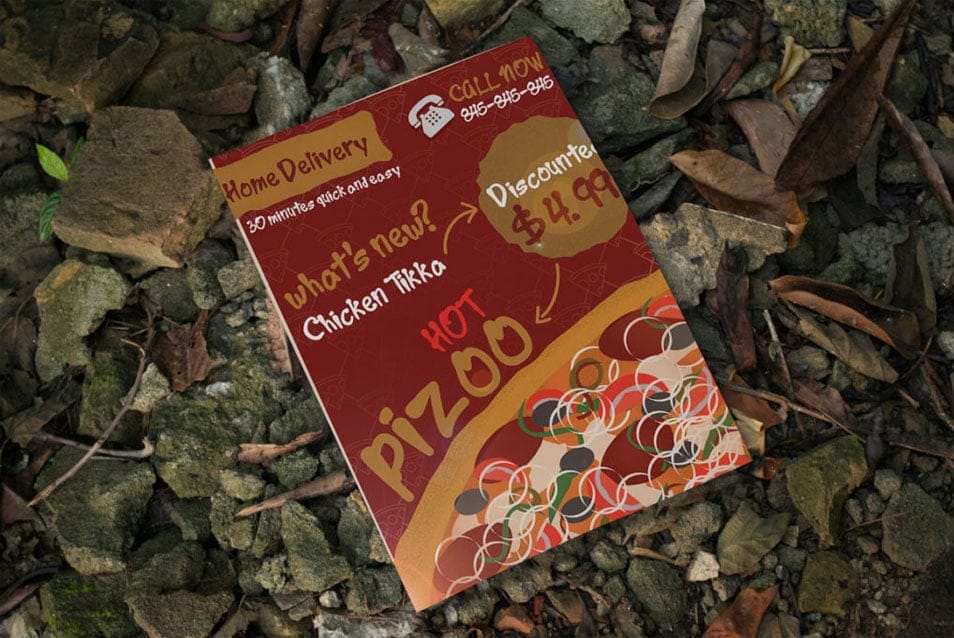 CALL NOW
845-845-845
Home Delivery
30 minutes quick and easy
Discounted
$ 4.99
what's new?
Chicken Tikka
HOT
pizoo